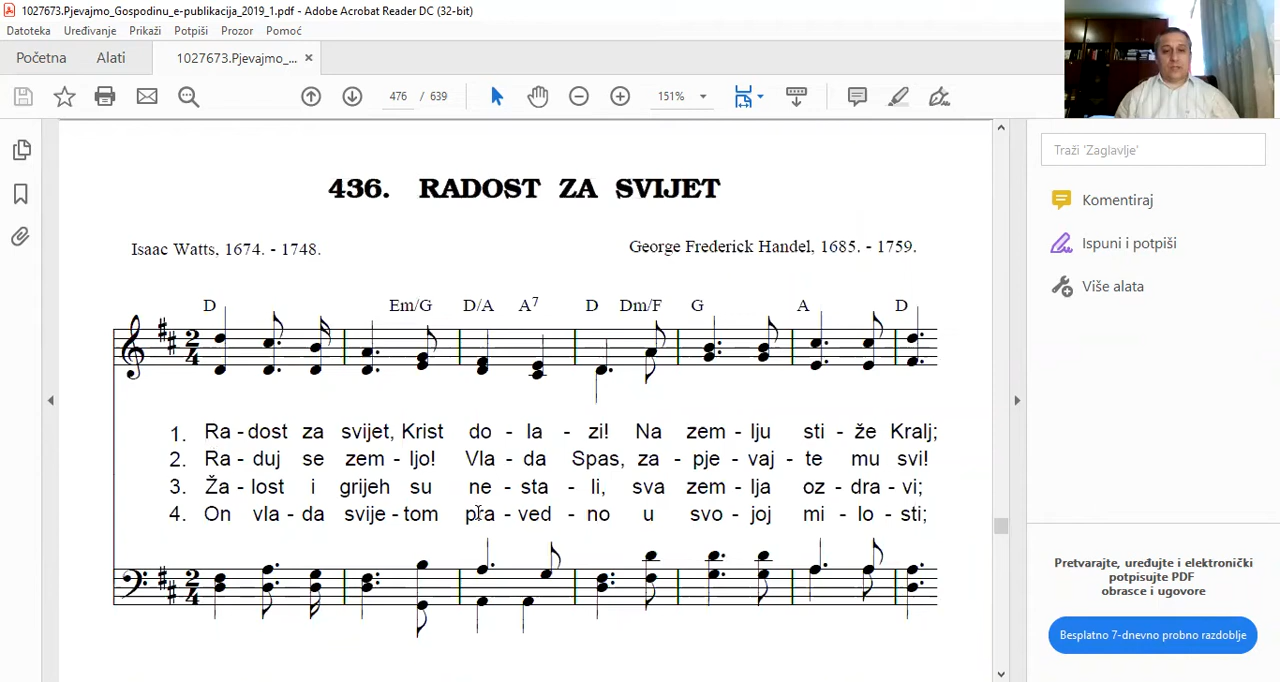 1027673.Pjevajmo_Gospodinu_e-publikacija_2019_1.pdf - Adobe Acrobat Reader DC (32-bit)
Datoteka Uređivanje Prikaži Potpiši Prozor Pomoć
Početna Alati 1027673.Pjevajmo_... ×
476 / 639 151%
Traži 'Zaglavlje'
Komentiraj
Ispuni i potpiši
Više alata
436. RADOST ZA SVIJET
Isaac Watts, 1674. - 1748. George Frederick Handel, 1685. - 1759.
D Em/G D/A A7 D Dm/F G A D
2 4
1. Ra - dost za svijet, Krist do - la - zi! Na zem - lju sti - že Kralj;
2. Ra - duj se zem - ljo! Vla - da Spas, za - pje - vaj - te mu svi!
3. Ža - lost i grijeh su ne - sta - li, sva zem - lja oz - dra - vi;
4. On vla - da svije - tom pra - ved - no u svo - joj mi - lo - sti;
2 4
Pretvarajte, uređujte i elektronički
potpisujte PDF
obrasce i ugovore
Besplatno 7-dnevno probno razdoblje